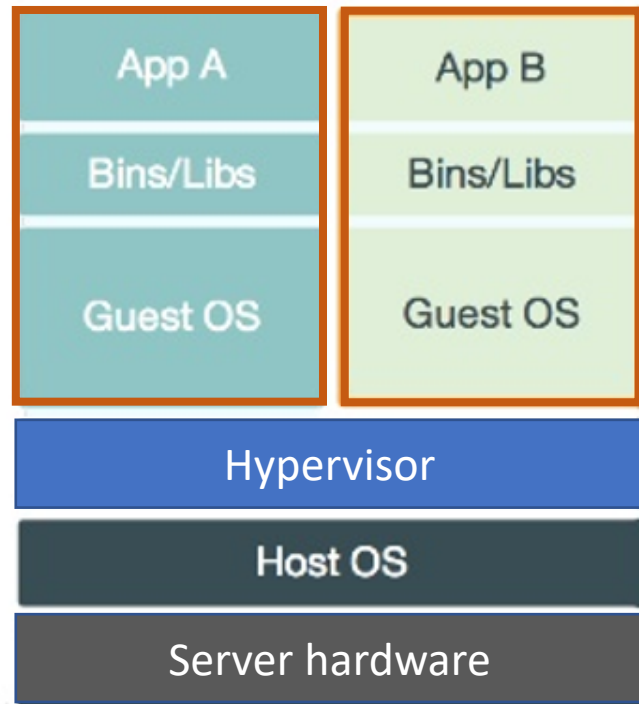 App A
Bins/Libs
Guest OS
App B
Bins/Libs
Guest OS
Hypervisor
Host OS
Server hardware